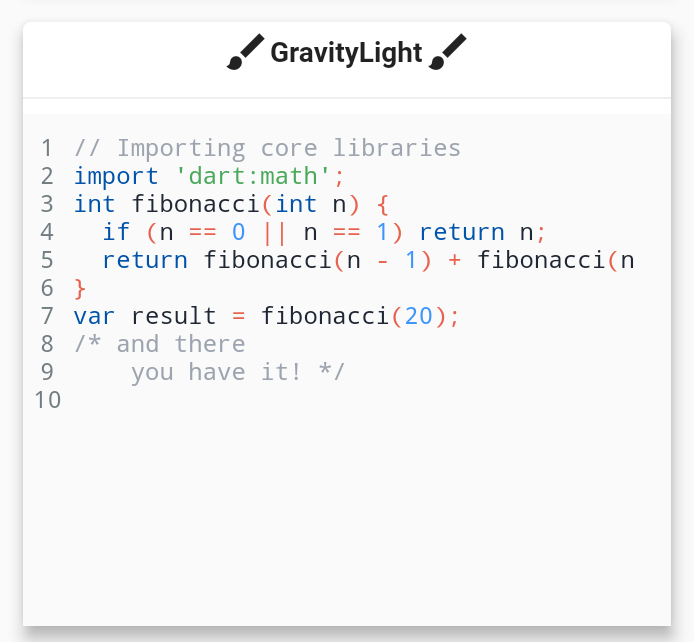 GravityLight
1 // Importing core libraries
2 import 'dart:math';
3 int fibonacci(int n) {
4   if (n == 0 || n == 1) return n;
5   return fibonacci(n - 1) + fibonacci(n
6 }
7 var result = fibonacci(20);
8 /* and there
9     you have it! */
10